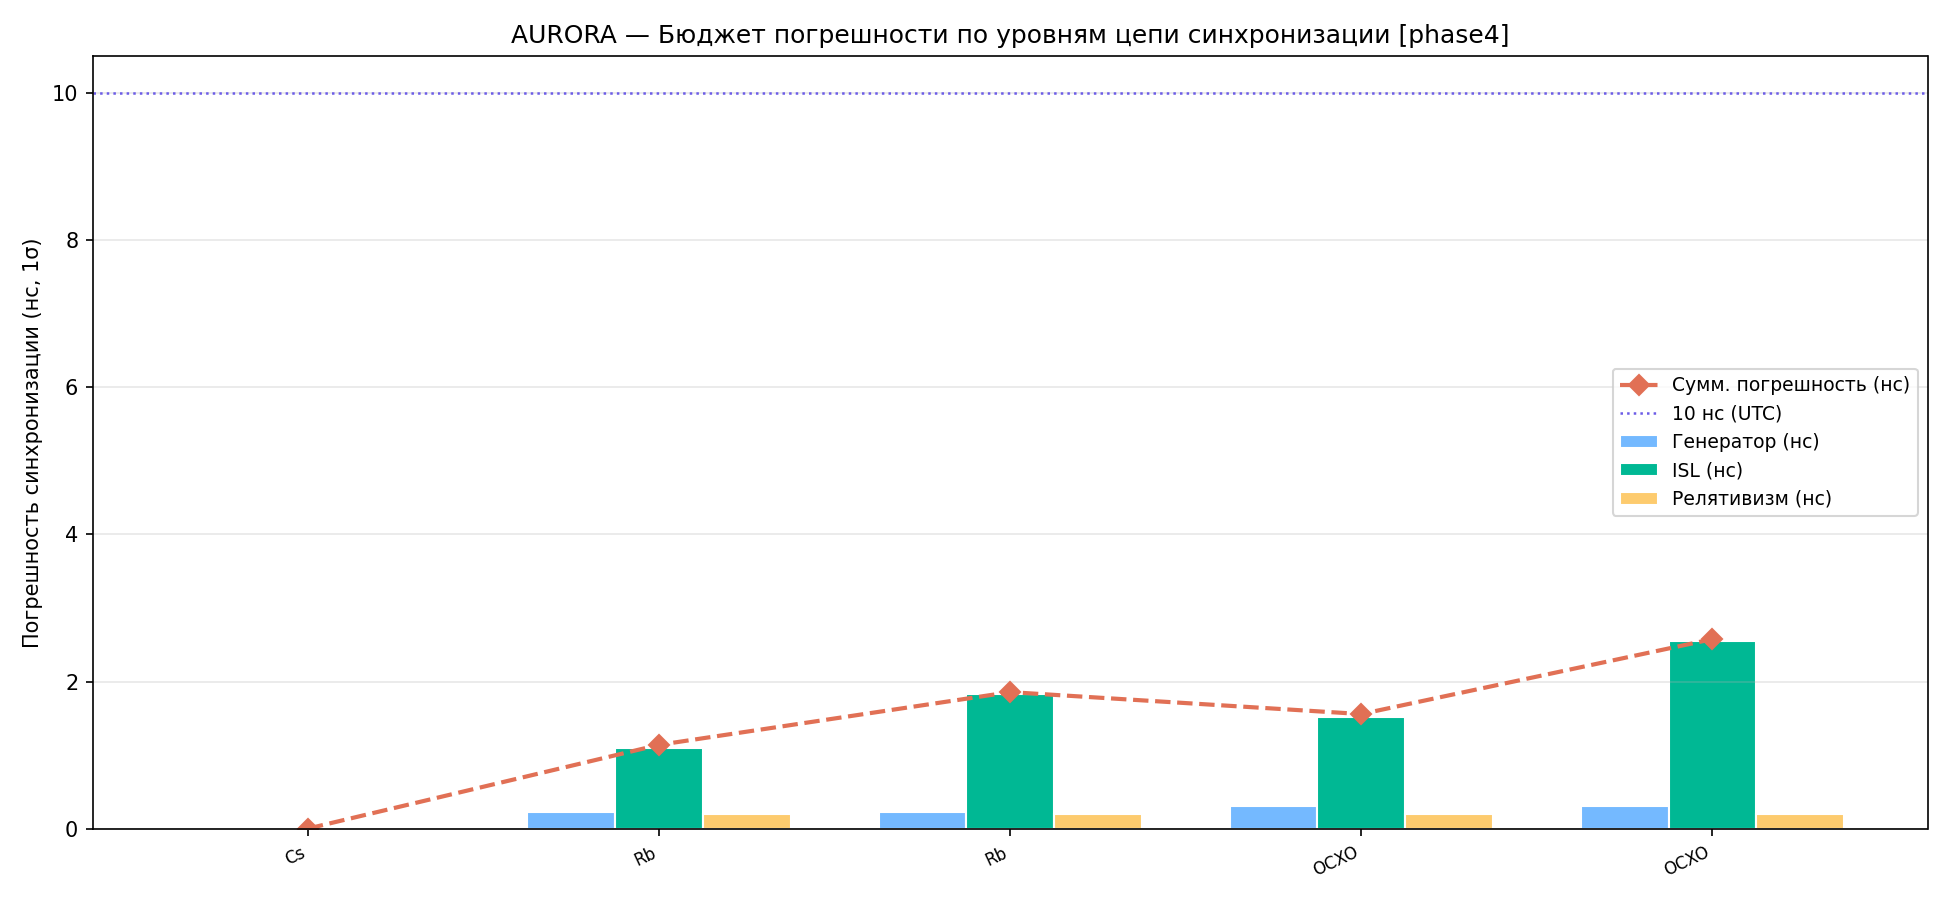 AURORA — Бюджет погрешности по уровням цепи синхронизации [phase4]
Погрешность синхронизации (нс, 1σ)
10
8
6
4
2
0
Сумм. погрешность (нс)
10 нс (UTC)
Генератор (нс)
ISL (нс)
Релятивизм (нс)
Cs
Rb
Rb
OCXO
OCXO